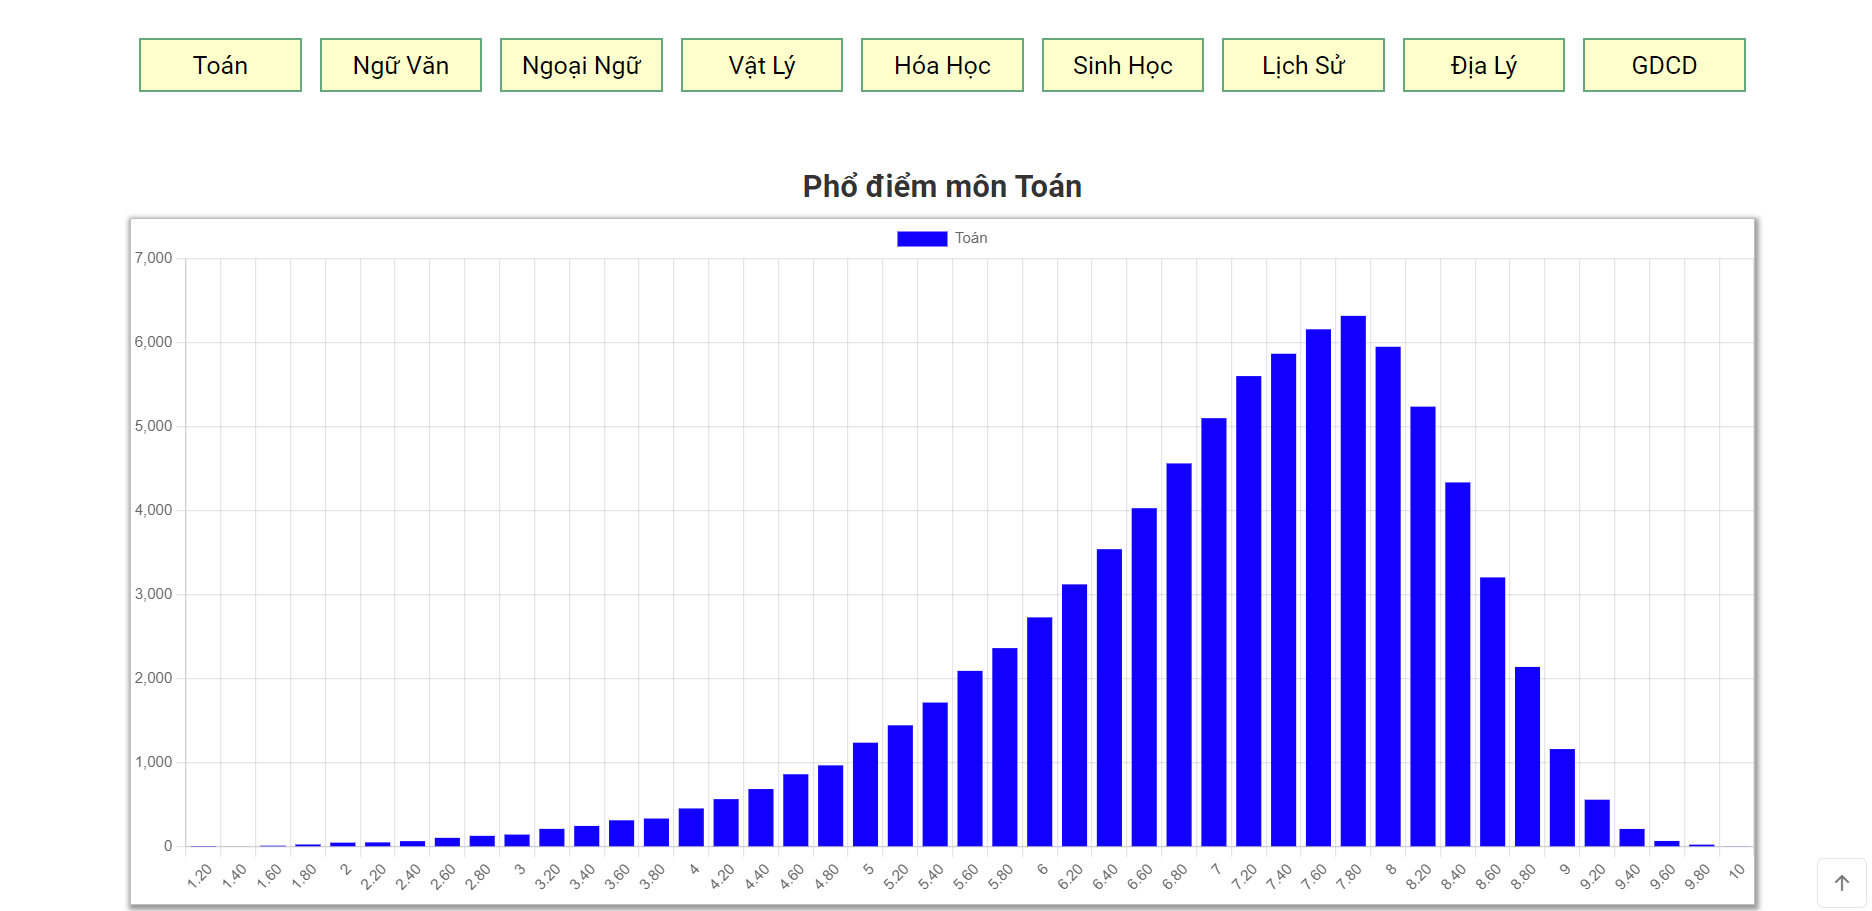 Toán Ngữ Văn Ngoại Ngữ Vật Lý Hóa Học Sinh Học Lịch Sử Địa Lý GDCD
Phổ điểm môn Toán
Toán
7,000
6,000
5,000
4,000
3,000
2,000
1,000
0
1.20 1.40 1.60 1.80 2 2.20 2.40 2.60 2.80 3 3.20 3.40 3.60 3.80 4 4.20 4.40 4.60 4.80 5 5.20 5.40 5.60 5.80 6 6.20 6.40 6.60 6.80 7 7.20 7.40 7.60 7.80 8 8.20 8.40 8.60 8.80 9 9.20 9.40 9.60 9.80 10